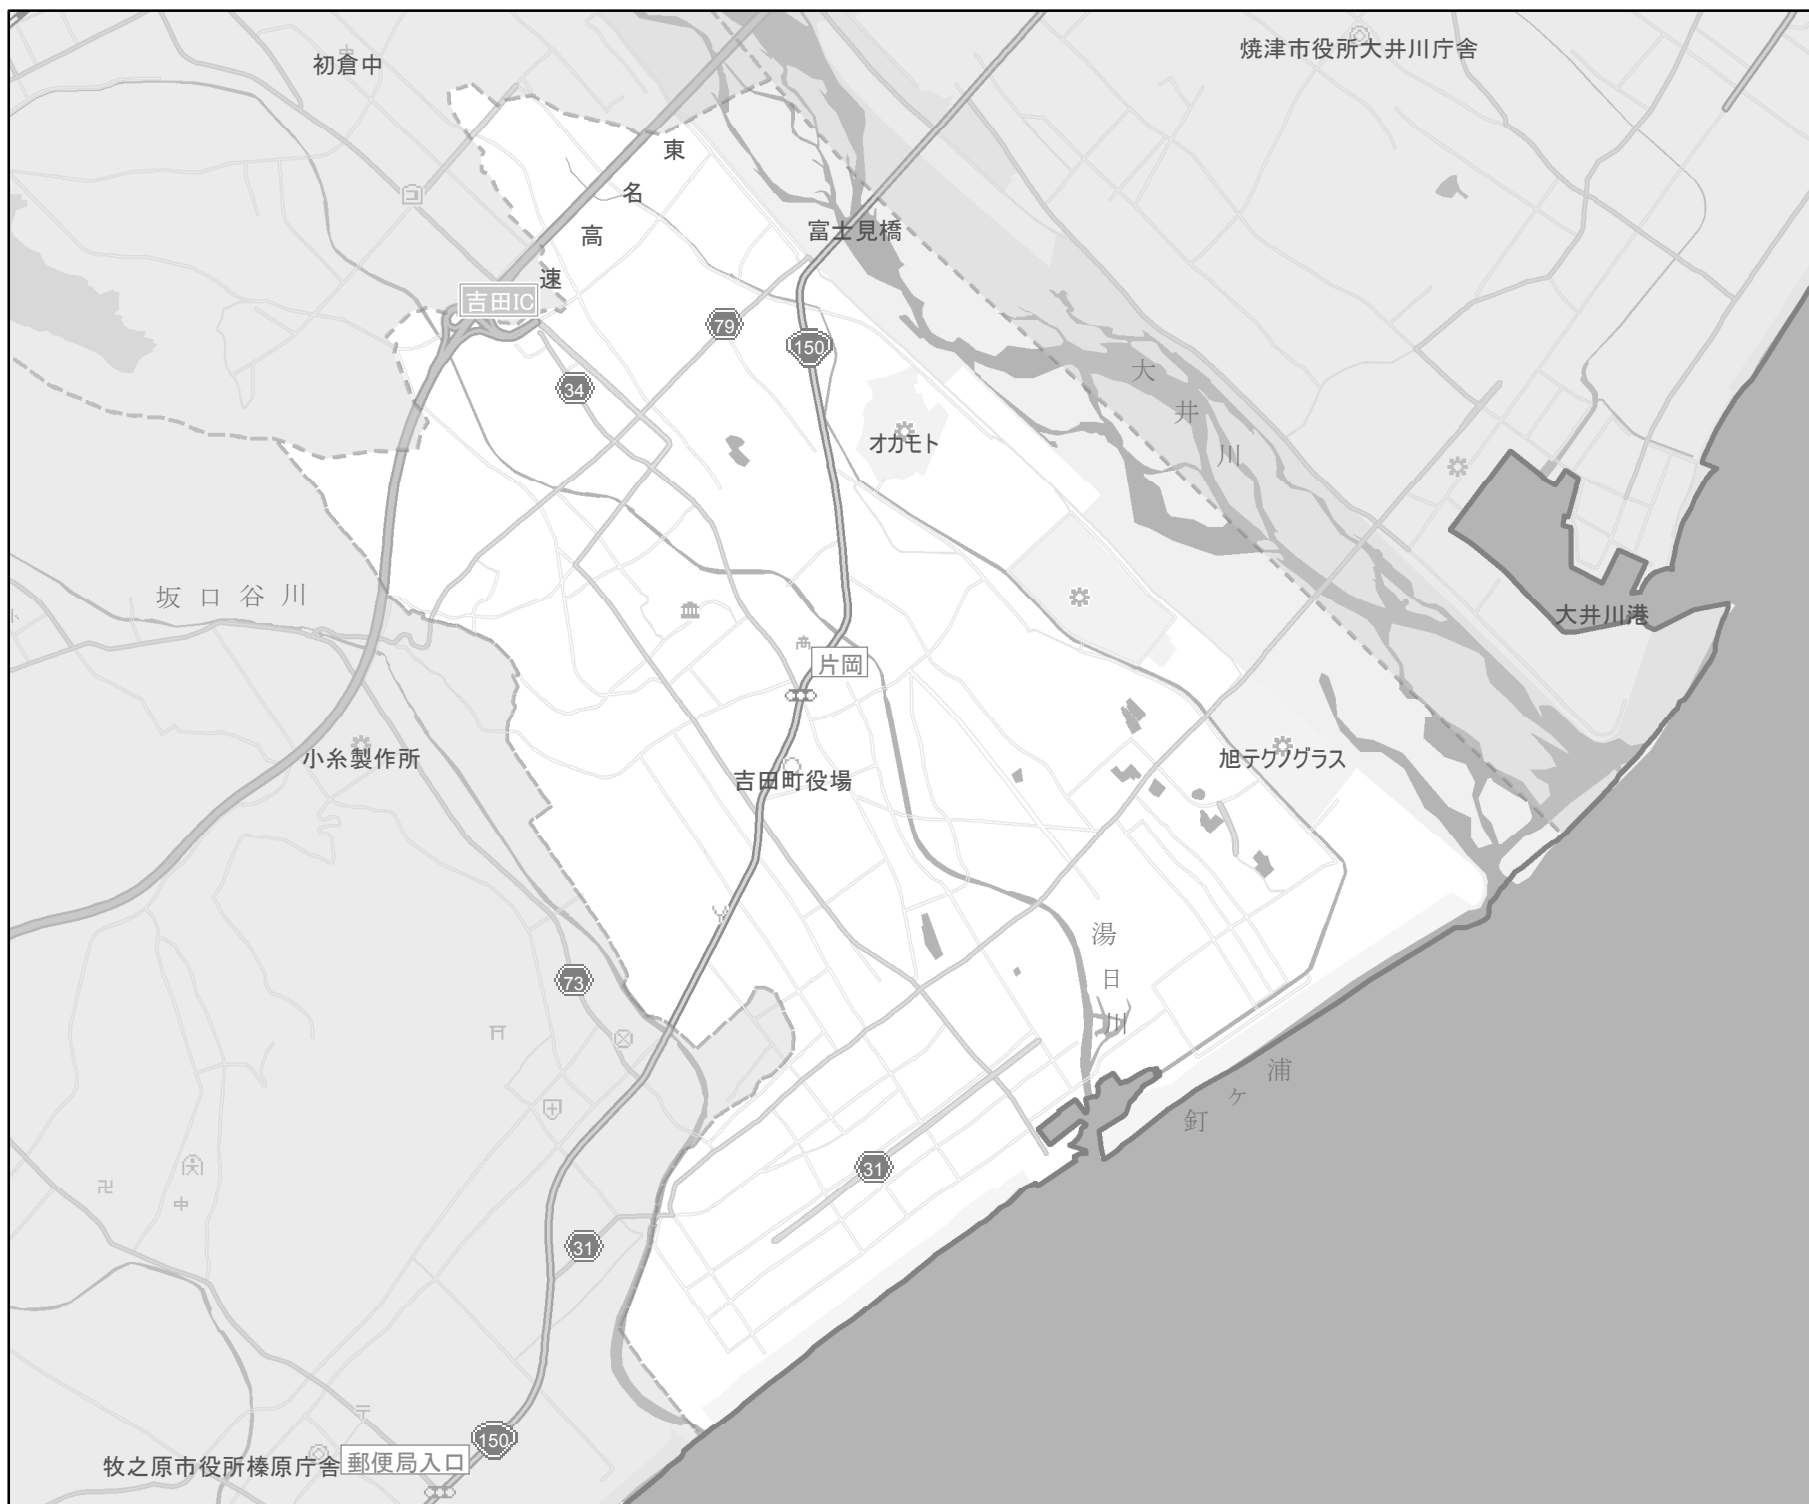 初倉中
焼津市役所大井川庁舎
東名高速
富士見橋
吉田IC
79
150
34
大井川
オカモト
坂口谷川
大井川港
片岡
小糸製作所
旭テクノグラス
吉田町役場
湯日川
73
釘ヶ浦
31
31
150
牧之原市役所榛原庁舎
郵便局入口